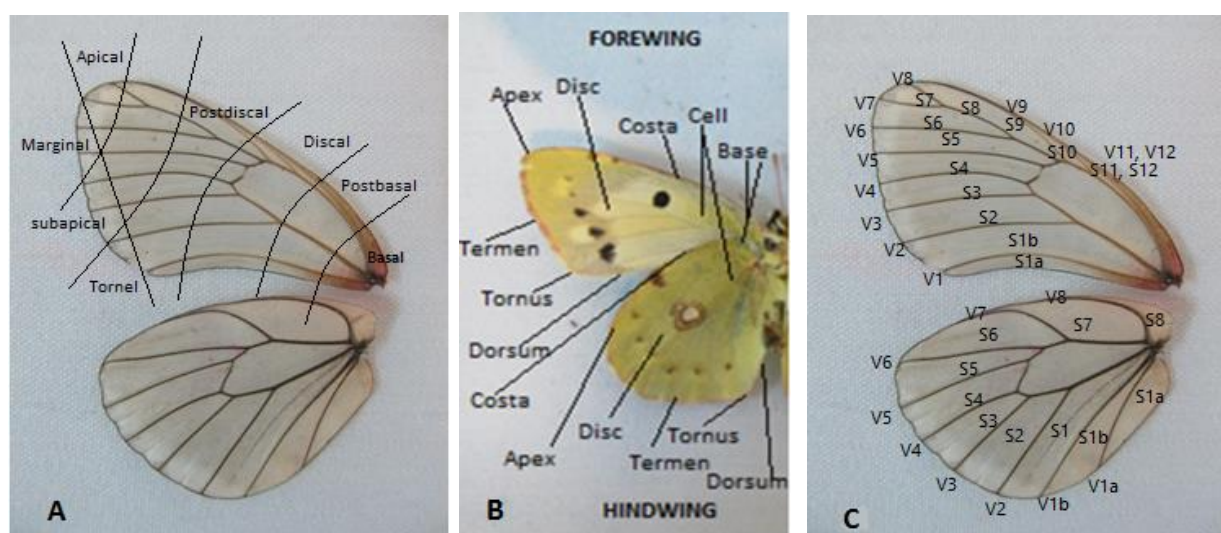 Apical
Postdiscal
Marginal
Discal
Postbasal
subapical
Basal
Tornel
A
FOREWING
Apex
Disc
Costa
Cell
Base
Termen
Tornus
Dorsum
Costa
Apex
Disc
Termen
Tornus
Dorsum
HINDWING
B
V8
V7
S7
S8
V9
V6
S6
S9
V10
S5
S10
V11, V12
V5
S4
S11, S12
V4
S3
V3
S2
V2
S1b
S1a
V1
V8
V7
S7
S8
S6
V6
S5
S4
S1a
V5
S3
S2
S1
S1b
V4
V3
V1a
V2
V1b
C